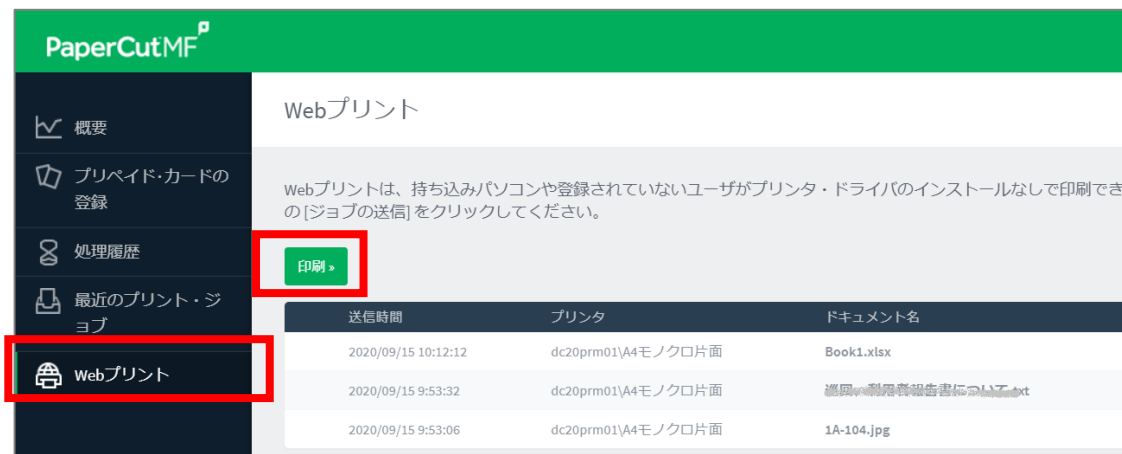 PaperCutMF
概要
プリペイド・カードの
登録
処理履歴
最近のプリント・ジ
ョブ
Webプリント
Webプリント
Webプリントは、持ち込みパソコンや登録されていないユーザがプリンタ・ドライバのインストールなしで印刷でき
の [ジョブの送信] をクリックしてください。
印刷 »
送信時間 プリンタ ドキュメント名
2020/09/15 10:12:12 dc20prm01\A4モノクロ片面 Book1.xlsx
2020/09/15 9:53:32 dc20prm01\A4モノクロ片面
2020/09/15 9:53:06 dc20prm01\A4モノクロ片面 1A-104.jpg